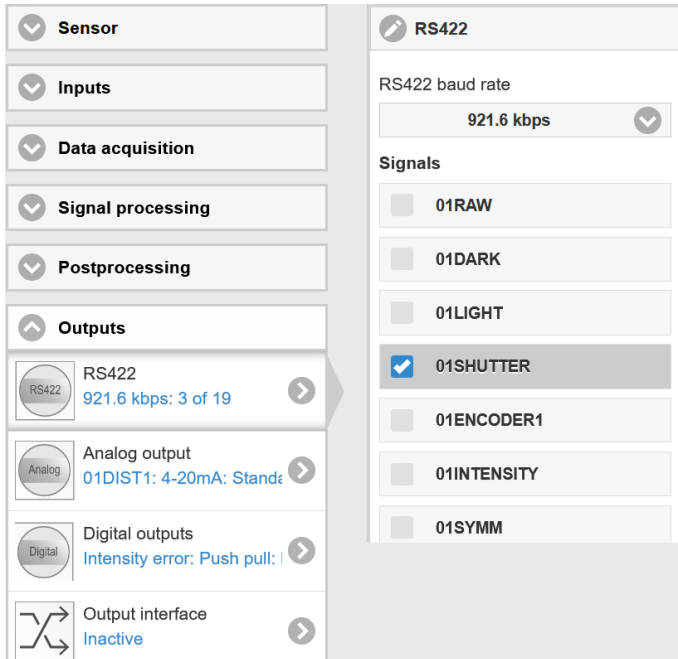 Sensor
Inputs
Data acquisition
Signal processing
Postprocessing
Outputs
RS422
RS422
921.6 kbps: 3 of 19
Analog
Analog output
01DIST1: 4-20mA: Standa
Digital
Digital outputs
Intensity error: Push pull:
Output interface
Inactive
RS422
RS422 baud rate
921.6 kbps
Signals
01RAW
01DARK
01LIGHT
01SHUTTER
01ENCODER1
01INTENSITY
01SYMM